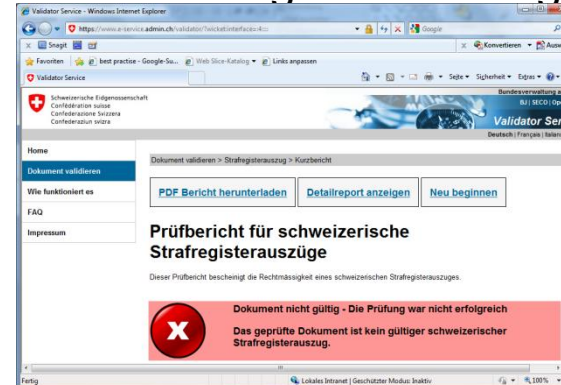 Validator Service - Windows Internet Explorer
https://www.e-service.admin.ch/validator/?wicket:interface=:4:::
Google
x Snagit
x Konvertieren
Favoriten best practise - Google-Su... Web Slice-Katalog Links anpassen
Validator Service
Seite Sicherheit Extras
Schweizerische Eidgenossenschaft
Confédération suisse
Confederazione Svizzera
Confederaziun svizra
Bundesverwaltung a
BJ | SECO | Op
Validator Ser
Deutsch | Français | Italian
Home
Dokument validieren
Wie funktioniert es
FAQ
Impressum
Dokument validieren > Strafregisterauszug > Kurzbericht
PDF Bericht herunterladen
Detailreport anzeigen
Neu beginnen
Prüfbericht für schweizerische
Strafregisterauszüge
Dieser Prüfbericht bescheinigt die Rechtmässigkeit eines schweizerischen Strafregisterauszuges.
Dokument nicht gültig - Die Prüfung war nicht erfolgreich
Das geprüfte Dokument ist kein gültiger schweizerischer
Strafregisterauszug.
Fertig
Lokales Intranet | Geschützter Modus: Inaktiv
100%